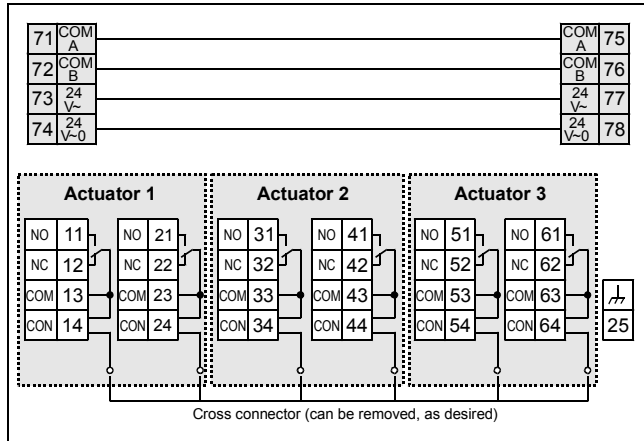 71 COM A COM A 75
72 COM B COM B 76
73 24 V~ 24 V~ 77
74 24 V~0 24 V~0 78
Actuator 1 Actuator 2 Actuator 3
NO 11 NO 21 NO 31 NO 41 NO 51 NO 61
NC 12 NC 22 NC 32 NC 42 NC 52 NC 62
COM 13 COM 23 COM 33 COM 43 COM 53 COM 63
CON 14 CON 24 CON 34 CON 44 CON 54 CON 64
25
Cross connector (can be removed, as desired)